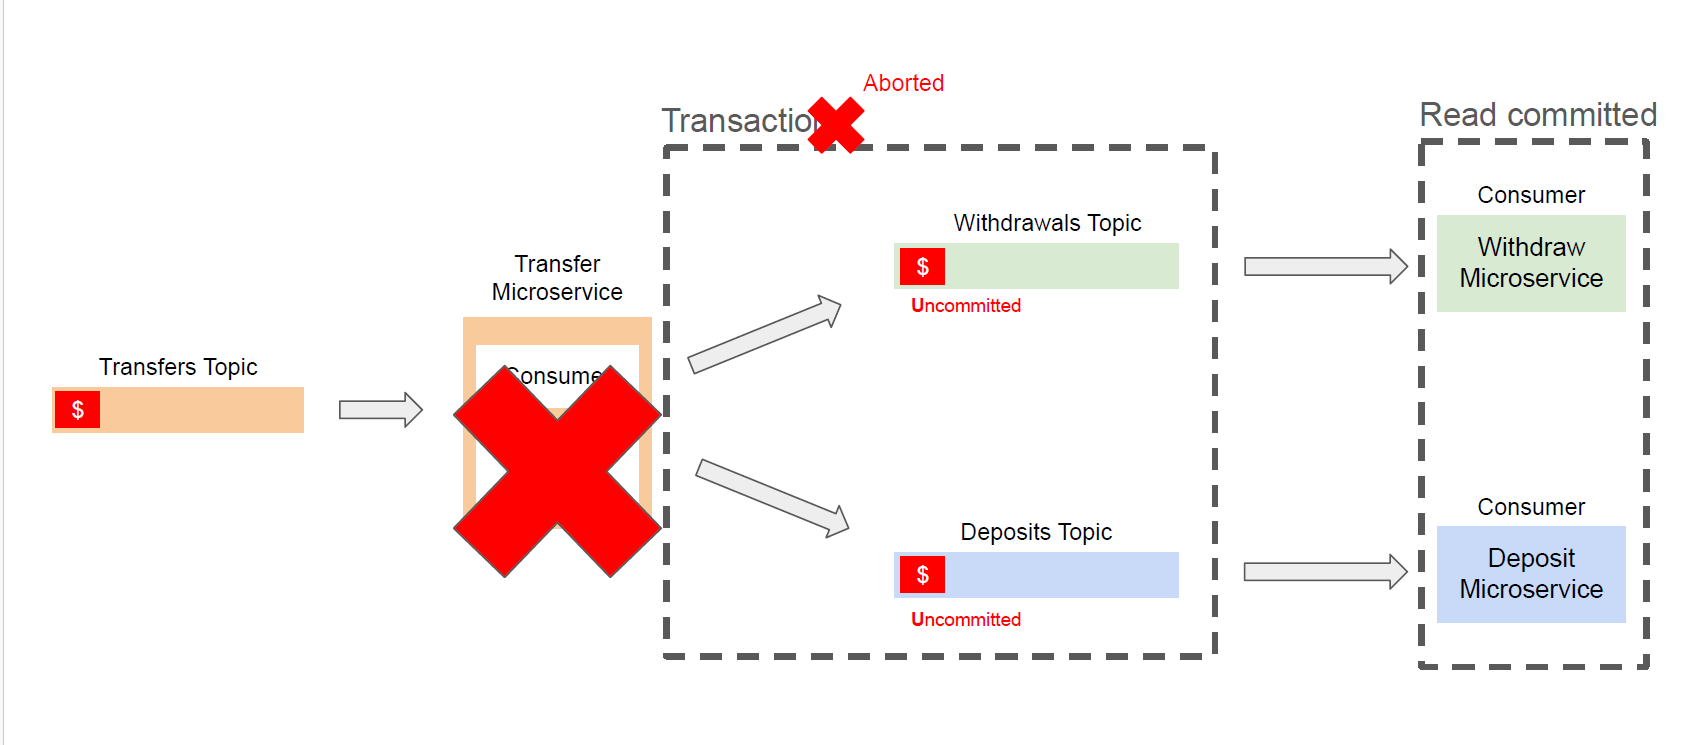 Aborted
Transactio
Read committed
Consumer
Withdraw
Microservice
Withdrawals Topic
$
Uncommitted
Transfer
Microservice
Transfers Topic
$
Consume
Deposits Topic
$
Uncommitted
Consumer
Deposit
Microservice